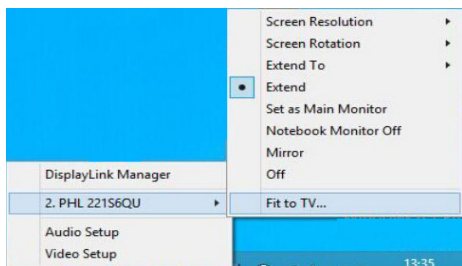 Screen Resolution
Screen Rotation
Extend To
Extend
Set as Main Monitor
Notebook Monitor Off
Mirror
Off
Fit to TV...
DisplayLink Manager
2. PHL 221S6QU
Audio Setup
Video Setup
13:35